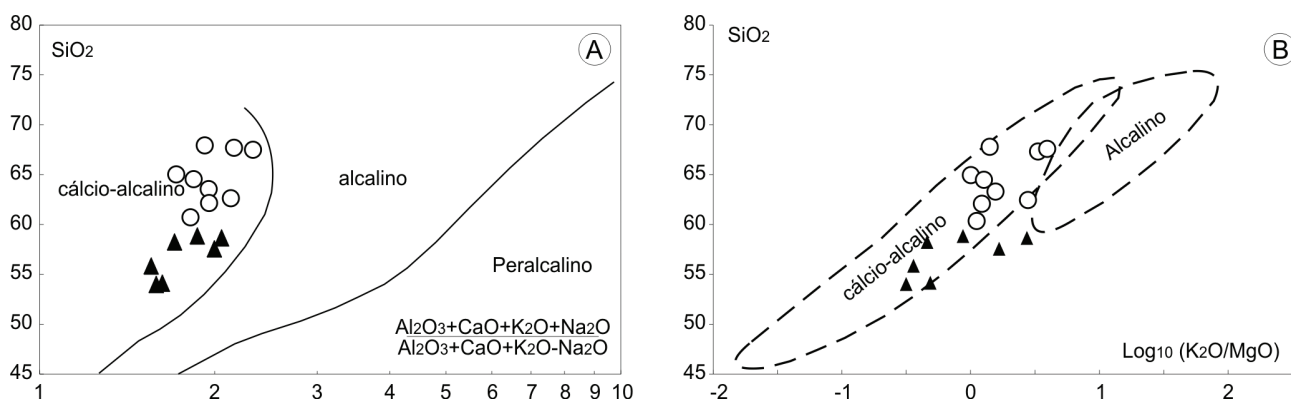 80
75
70
65
60
55
50
45
SiO2
A
cálcio-alcalino
alcalino
Peralcalino
Al2O3+CaO+K2O+Na2O
Al2O3+CaO+K2O-Na2O
1 2 3 4 5 6 7 8 9 10
80
75
70
65
60
55
50
45
SiO2
B
Alcalino
cálcio-alcalino
Log10 (K2O/MgO)
-2 -1 0 1 2